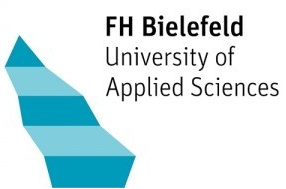 FH Bielefeld
University of
Applied Sciences